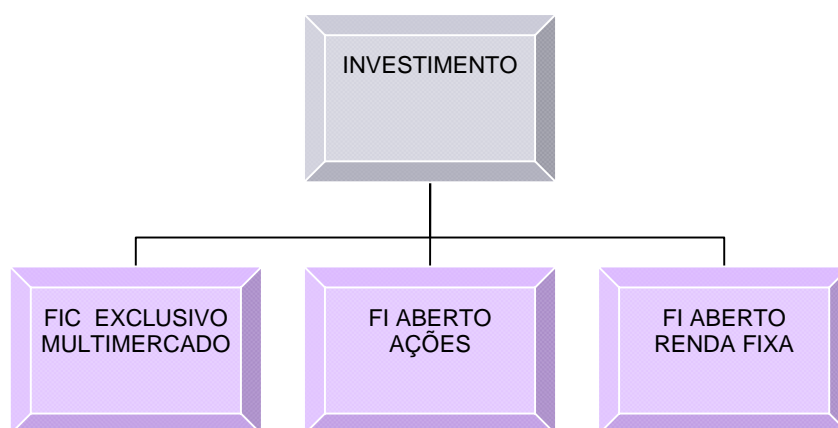 INVESTIMENTO
FIC EXCLUSIVO
MULTIMERCADO
FI ABERTO
AÇÕES
FI ABERTO
RENDA FIXA